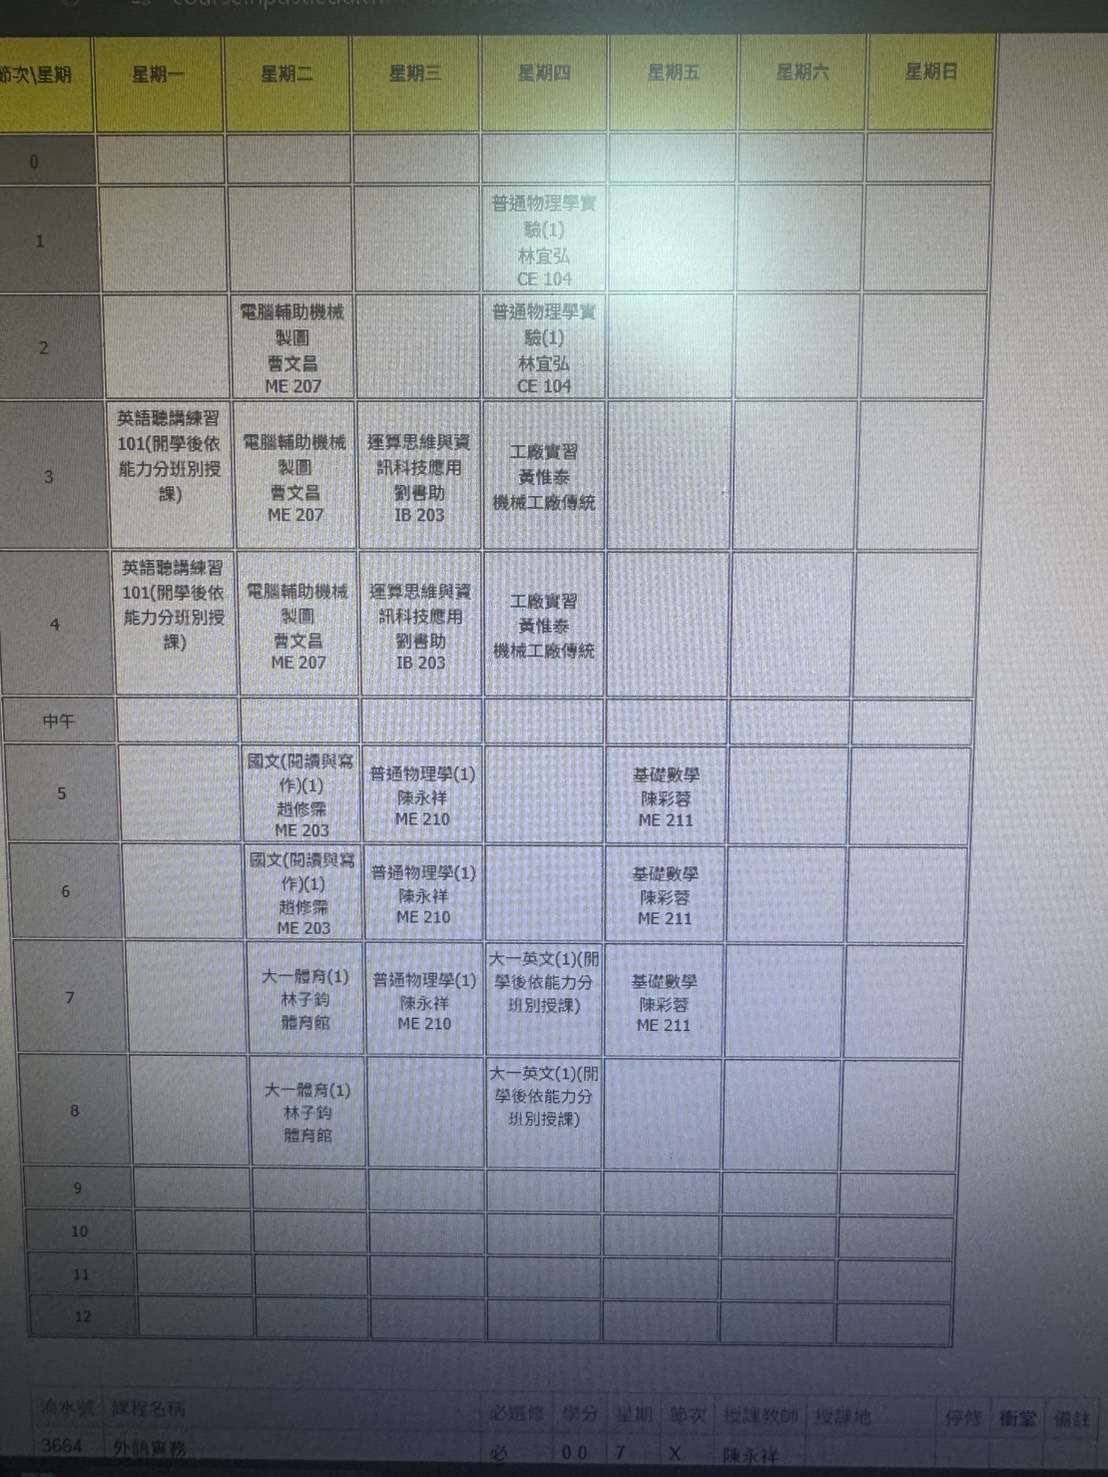 節次\星期 星期一 星期二 星期三 星期四 星期五 星期六 星期日
0
1
普通物理學實
驗(1)
林宜弘
CE 104
2
電腦輔助機械
製圖
曹文昌
ME 207
普通物理學實
驗(1)
林宜弘
CE 104
3
英語聽講練習
101(開學後依
能力分班別授
課)
電腦輔助機械
製圖
曹文昌
ME 207
運算思維與資
訊科技應用
劉書助
IB 203
工廠實習
黃惟泰
機械工廠傳統
4
英語聽講練習
101(開學後依
能力分班別授
課)
電腦輔助機械
製圖
曹文昌
ME 207
運算思維與資
訊科技應用
劉書助
IB 203
工廠實習
黃惟泰
機械工廠傳統
中午
5
國文(閱讀與寫
作)(1)
趙修霈
ME 203
普通物理學(1)
陳永祥
ME 210
基礎數學
陳彩蓉
ME 211
6
國文(閱讀與寫
作)(1)
趙修霈
ME 203
普通物理學(1)
陳永祥
ME 210
基礎數學
陳彩蓉
ME 211
7
大一體育(1)
林子鈞
體育館
普通物理學(1)
陳永祥
ME 210
大一英文(1)(開
學後依能力分
班別授課)
基礎數學
陳彩蓉
ME 211
8
大一體育(1)
林子鈞
體育館
大一英文(1)(開
學後依能力分
班別授課)
9
10
11
12
流水號 課程名稱 必選修 學分 星期 節次 授課教師 授課地 停修 衝堂 備註
3664 外語實務 必 0.0 7 X 陳永祥